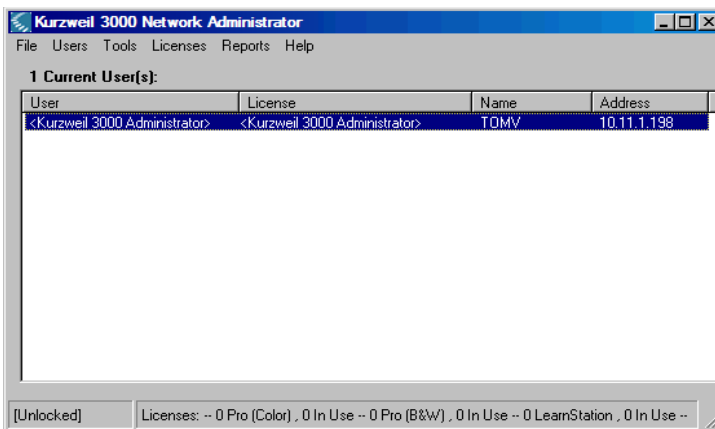 Kurzweil 3000 Network Administrator
File Users Tools Licenses Reports Help
1 Current User(s):
User License Name Address
<Kurzweil 3000 Administrator> <Kurzweil 3000 Administrator> TOMV 10.11.1.198
[Unlocked] Licenses: -- 0 Pro (Color) , 0 In Use -- 0 Pro (B&W) , 0 In Use -- 0 LearnStation , 0 In Use --